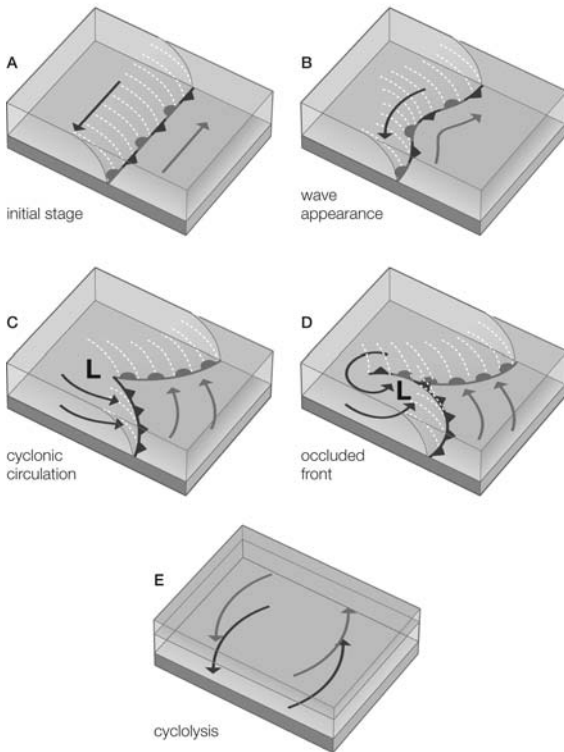 A
initial stage
B
wave
appearance
C
L
cyclonic
circulation
D
L
occluded
front
E
cyclolysis